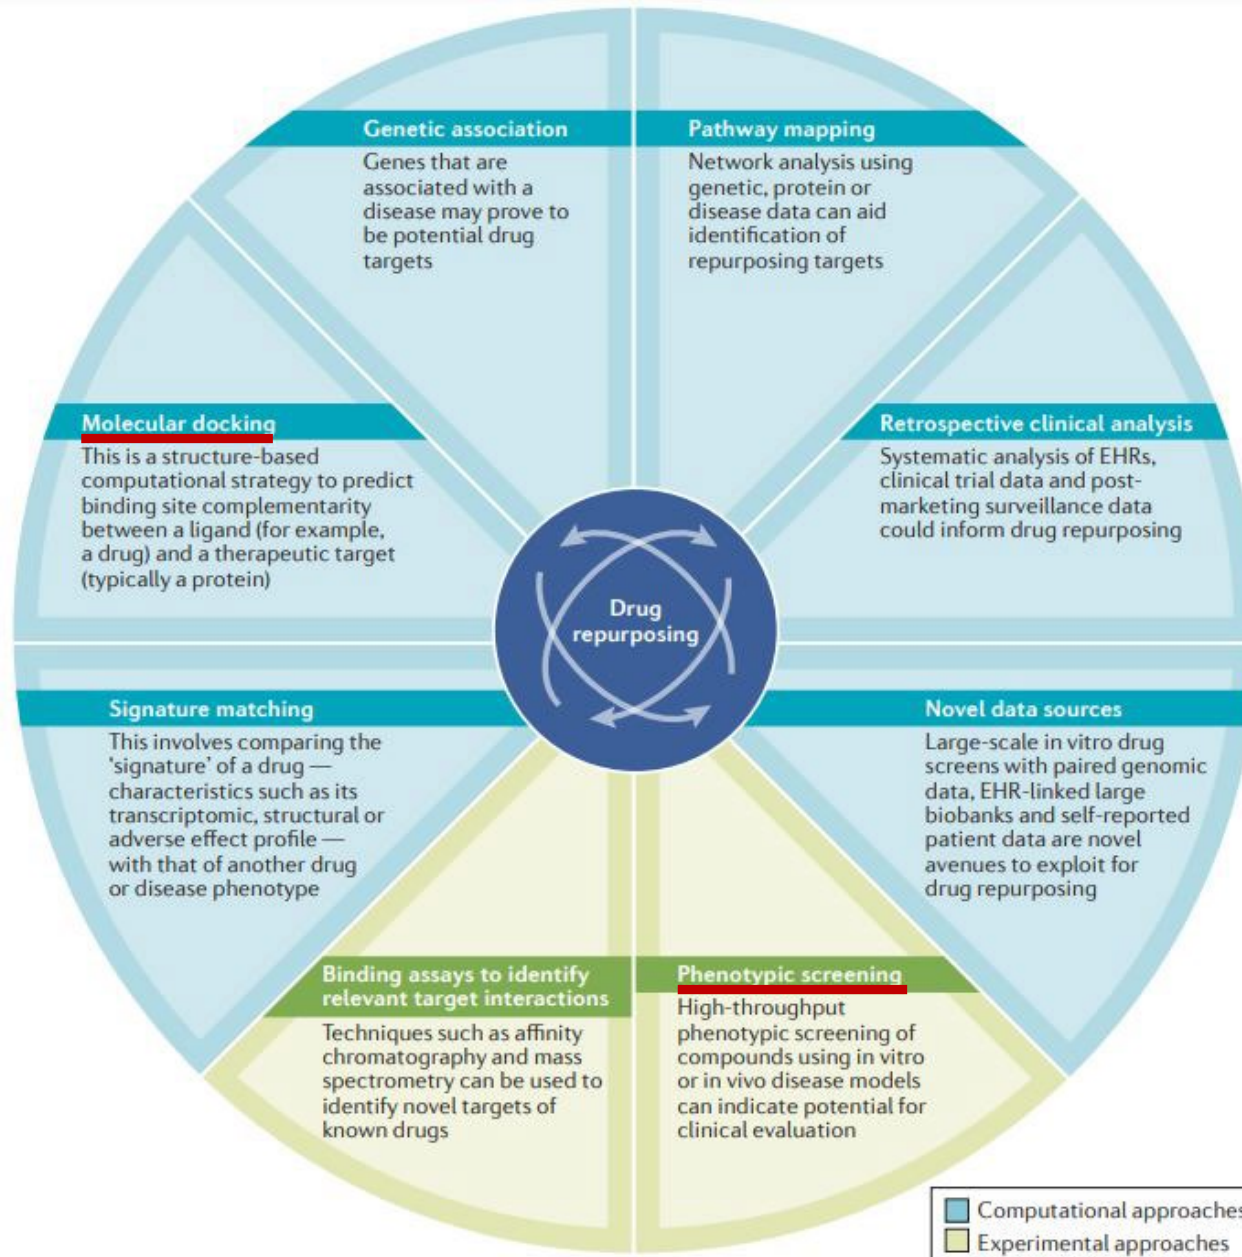 Genetic association
Genes that are
associated with a
disease may prove to
be potential drug
targets
Pathway mapping
Network analysis using
genetic, protein or
disease data can aid
identification of
repurposing targets
Molecular docking
This is a structure-based
computational strategy to predict
binding site complementarity
between a ligand (for example,
a drug) and a therapeutic target
(typically a protein)
Retrospective clinical analysis
Systematic analysis of EHRs,
clinical trial data and post-
marketing surveillance data
could inform drug repurposing
Drug
repurposing
Signature matching
This involves comparing the
‘signature’ of a drug —
characteristics such as its
transcriptomic, structural or
adverse effect profile —
with that of another drug
or disease phenotype
Novel data sources
Large-scale in vitro drug
screens with paired genomic
data, EHR-linked large
biobanks and self-reported
patient data are novel
avenues to exploit for
drug repurposing
Binding assays to identify
relevant target interactions
Techniques such as affinity
chromatography and mass
spectrometry can be used to
identify novel targets of
known drugs
Phenotypic screening
High-throughput
phenotypic screening of
compounds using in vitro
or in vivo disease models
can indicate potential for
clinical evaluation
Computational approaches
Experimental approaches